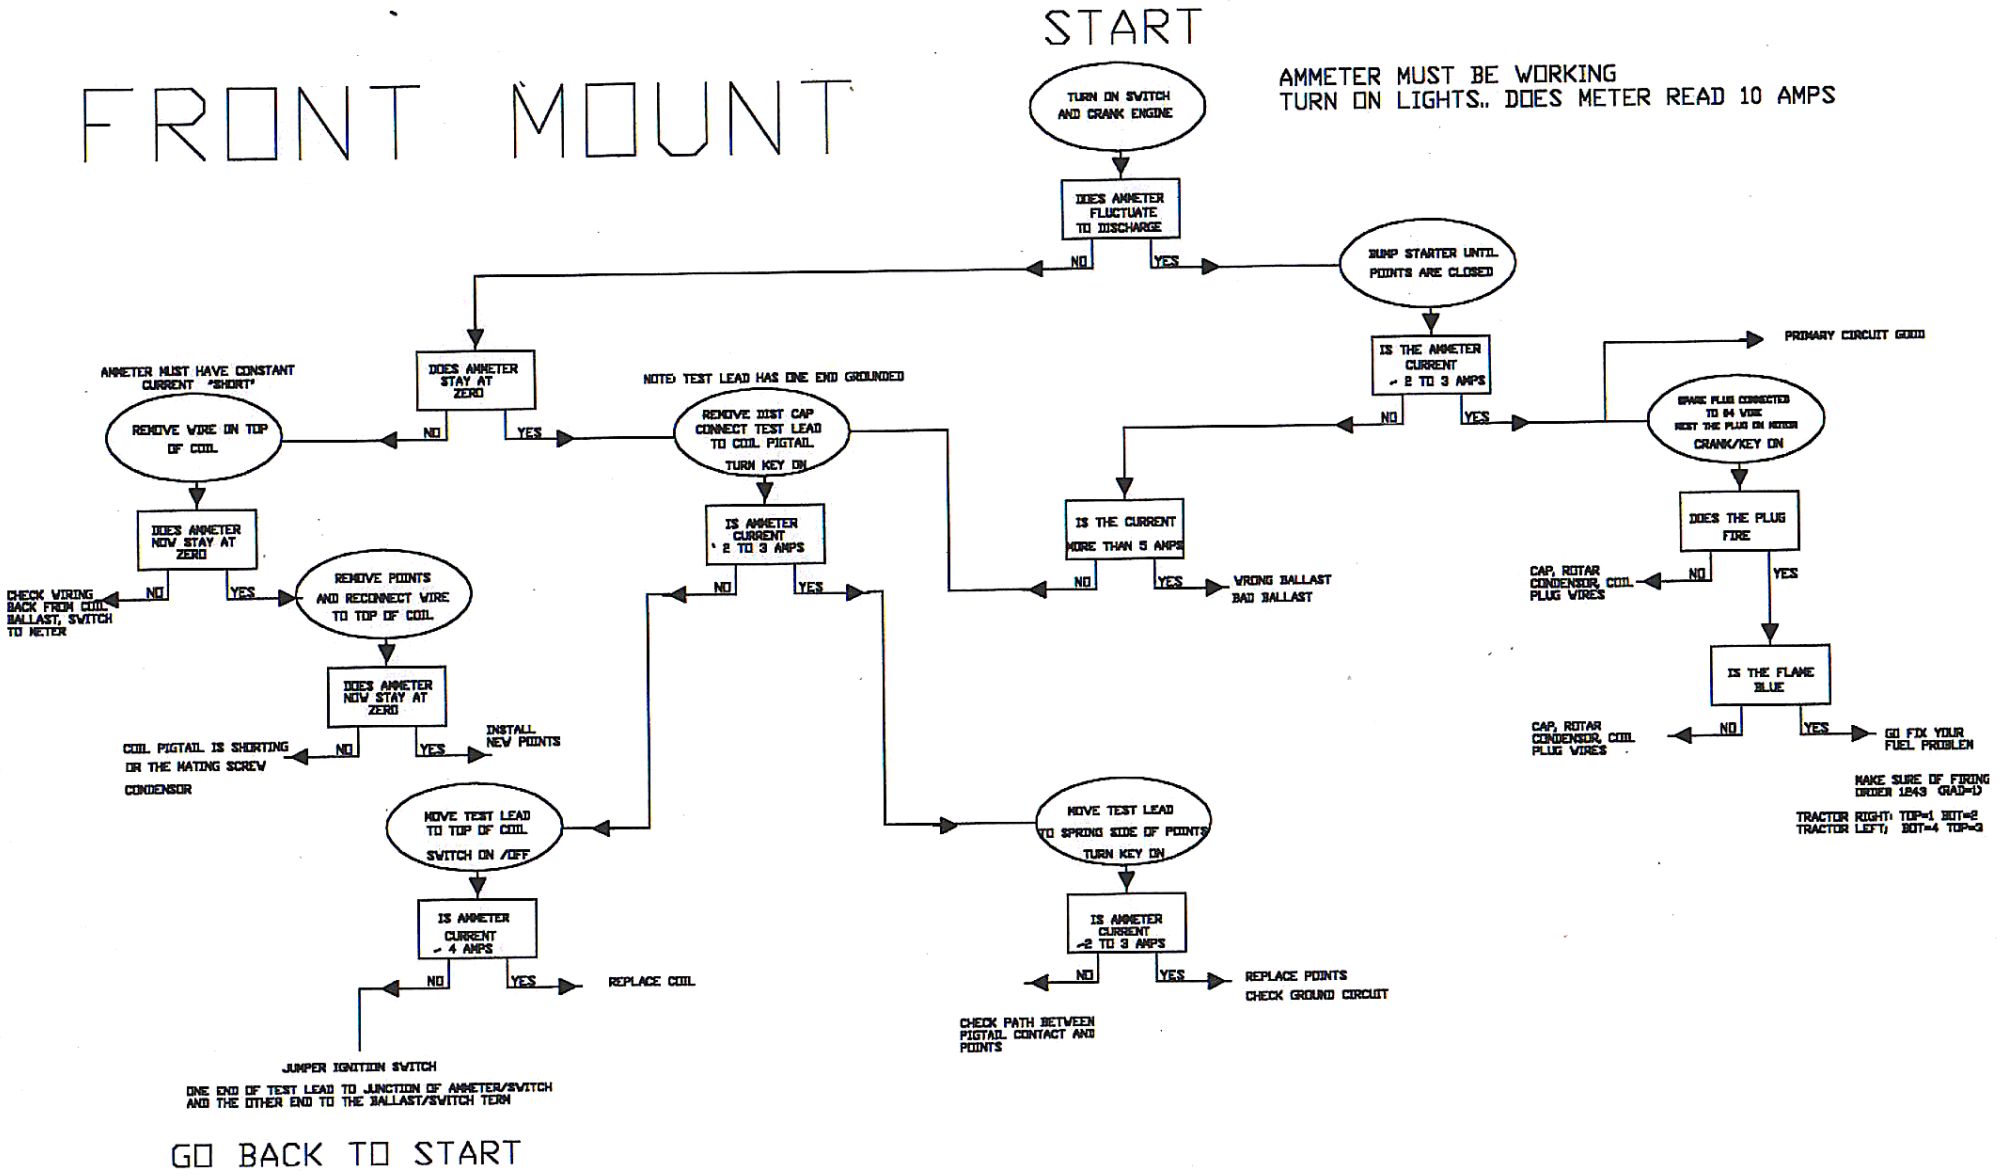 START
FRONT MOUNT
AMMETER MUST BE WORKING
TURN ON LIGHTS.. DOES METER READ 10 AMPS
TURN ON SWITCH
AND CRANK ENGINE
DOES AMMETER
FLUCTUATE
TO DISCHARGE
NO
YES
BUMP STARTER UNTIL
POINTS ARE CLOSED
IS THE AMMETER
CURRENT
~ 2 TO 3 AMPS
NO
YES
PRIMARY CIRCUIT GOOD
SPARE PLUG CONNECTED
TO #4 WIRE
REST THE PLUG ON MOTOR
CRANK/KEY ON
DOES THE PLUG
FIRE
NO
YES
CAP, ROTAR
CONDENSOR, COIL
PLUG WIRES
IS THE FLAME
BLUE
NO
YES
CAP, ROTAR
CONDENSOR, COIL
PLUG WIRES
GO FIX YOUR
FUEL PROBLEM
MAKE SURE OF FIRING
ORDER 1243 (RAD=1)
TRACTOR RIGHT: TOP=1 BOT=2
TRACTOR LEFT; BOT=4 TOP=3
IS THE CURRENT
MORE THAN 5 AMPS
NO
YES
WRONG BALLAST
BAD BALLAST
DOES AMMETER
STAY AT
ZERO
NO
YES
AMMETER MUST HAVE CONSTANT
CURRENT "SHORT"
REMOVE WIRE ON TOP
OF COIL
DOES AMMETER
NOW STAY AT
ZERO
NO
YES
CHECK WIRING
BACK FROM COIL
BALLAST, SWITCH
TO METER
REMOVE POINTS
AND RECONNECT WIRE
TO TOP OF COIL
DOES AMMETER
NOW STAY AT
ZERO
NO
YES
COIL PIGTAIL IS SHORTING
OR THE MATING SCREW
CONDENSOR
INSTALL
NEW POINTS
NOTE; TEST LEAD HAS ONE END GROUNDED
REMOVE DIST CAP
CONNECT TEST LEAD
TO COIL PIGTAIL
TURN KEY ON
IS AMMETER
CURRENT
~ 2 TO 3 AMPS
NO
YES
MOVE TEST LEAD
TO TOP OF COIL
SWITCH ON /OFF
IS AMMETER
CURRENT
~ 4 AMPS
NO
YES
REPLACE COIL
JUMPER IGNITION SWITCH
ONE END OF TEST LEAD TO JUNCTION OF AMMETER/SWITCH
AND THE OTHER END TO THE BALLAST/SWITCH TERM
GO BACK TO START
MOVE TEST LEAD
TO SPRING SIDE OF POINTS
TURN KEY ON
IS AMMETER
CURRENT
~2 TO 3 AMPS
NO
YES
REPLACE POINTS
CHECK GROUND CIRCUIT
CHECK PATH BETWEEN
PIGTAIL CONTACT AND
POINTS